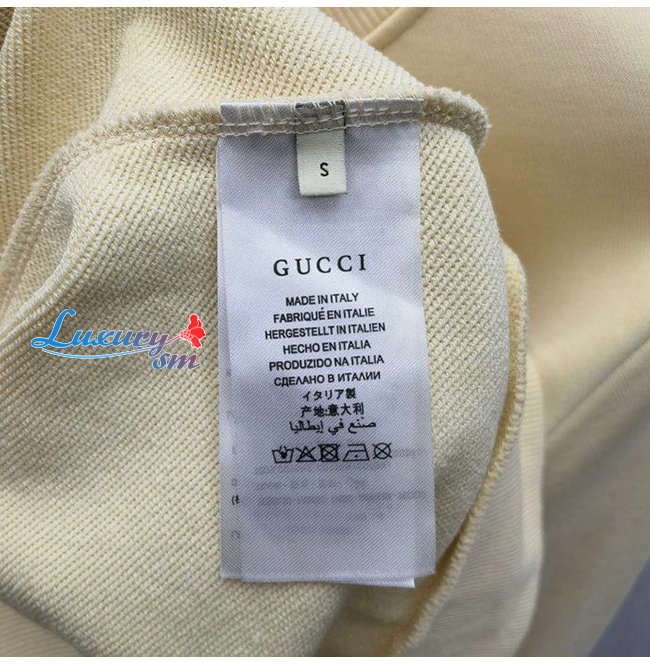 S
GUCCI
MADE IN ITALY
FABRIQUÉ EN ITALIE
HERGESTELLT IN ITALIEN
HECHO EN ITALIA
PRODUZIDO NA ITALIA
СДЕЛАНО В ИТАЛИИ
イタリア製
产地:意大利
صنع في إيطاليا
Luxury
sm